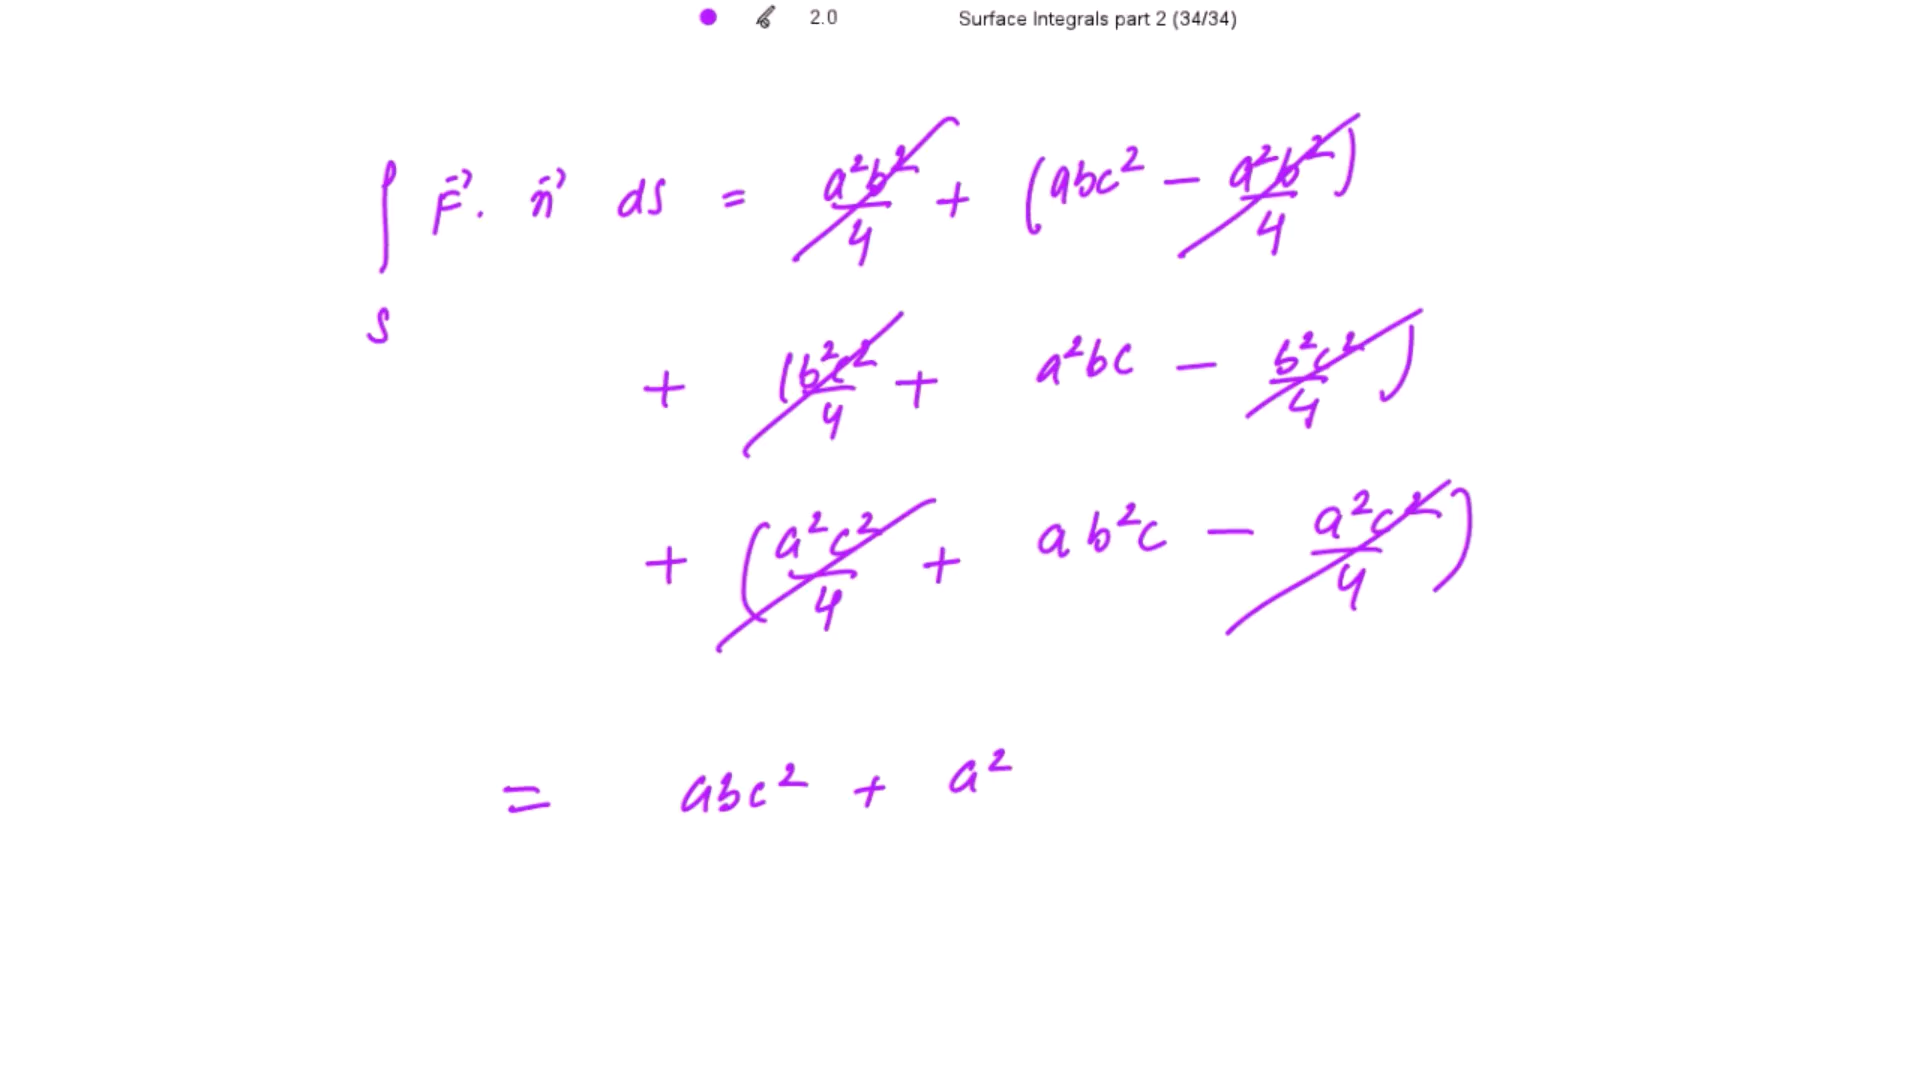 2.0 Surface Integrals part 2 (34/34)
∫ F⃗ . n⃗ ds = a²b²/4 + (abc² − a²b²/4)
S
+ (b²c²/4 + a²bc − b²c²/4)
+ (a²c²/4 + ab²c − a²c²/4)
= abc² + a²